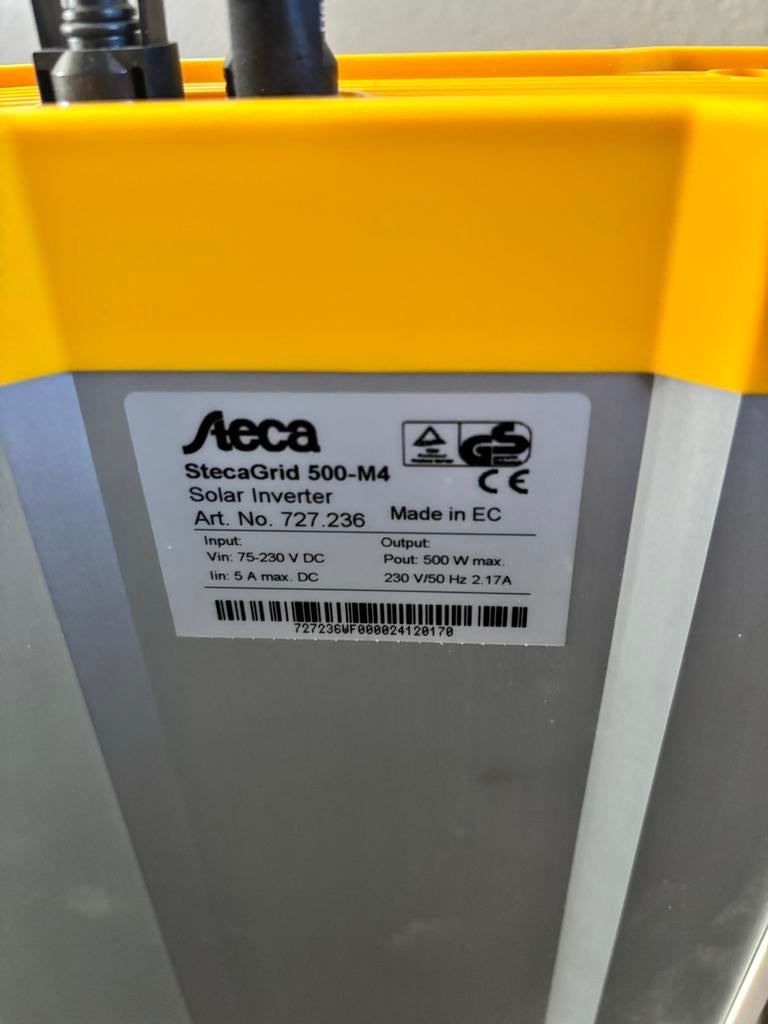 Steca
StecaGrid 500-M4
Solar Inverter
Art. No. 727.236
GS
CE
Made in EC
Input:
Vin: 75-230 V DC
Iin: 5 A max. DC
Output:
Pout: 500 W max.
230 V/50 Hz 2.17A
727236WF000024120170